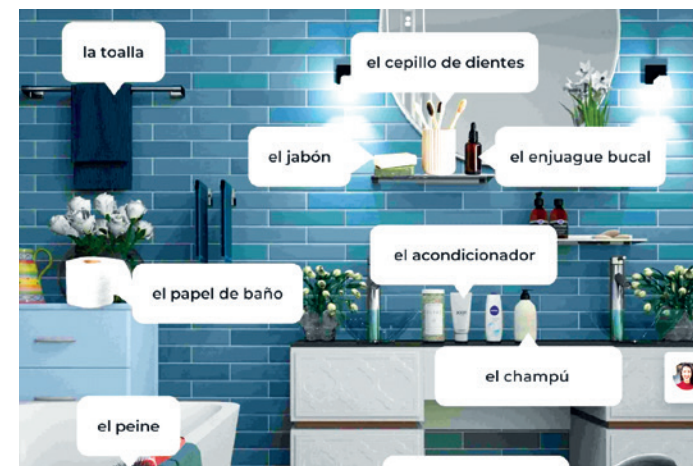 la toalla
el cepillo de dientes
el jabón
el enjuague bucal
el acondicionador
el papel de baño
el champú
el peine